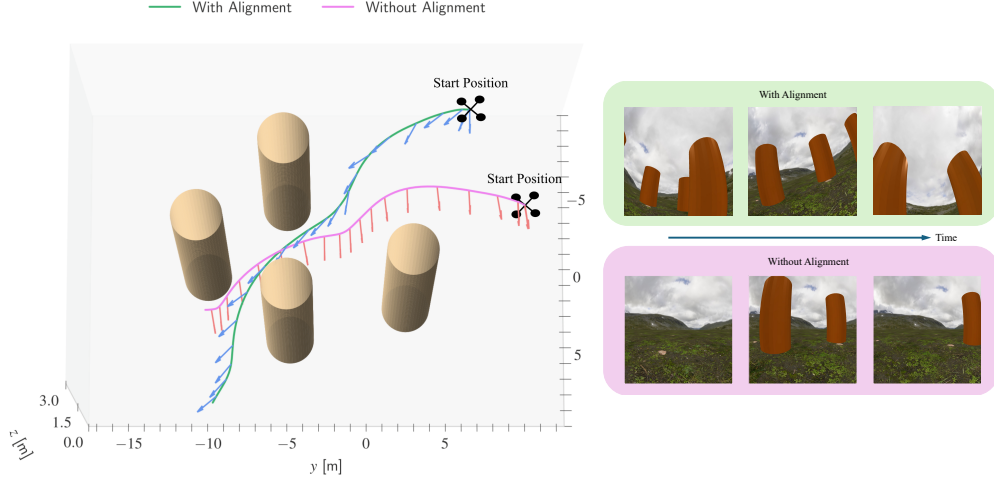 With Alignment
Without Alignment
Start Position
Start Position
−5
0
5
3.0
1.5
0.0
z [m]
−10
−5
0
5
y [m]
With Alignment
Time
Without Alignment